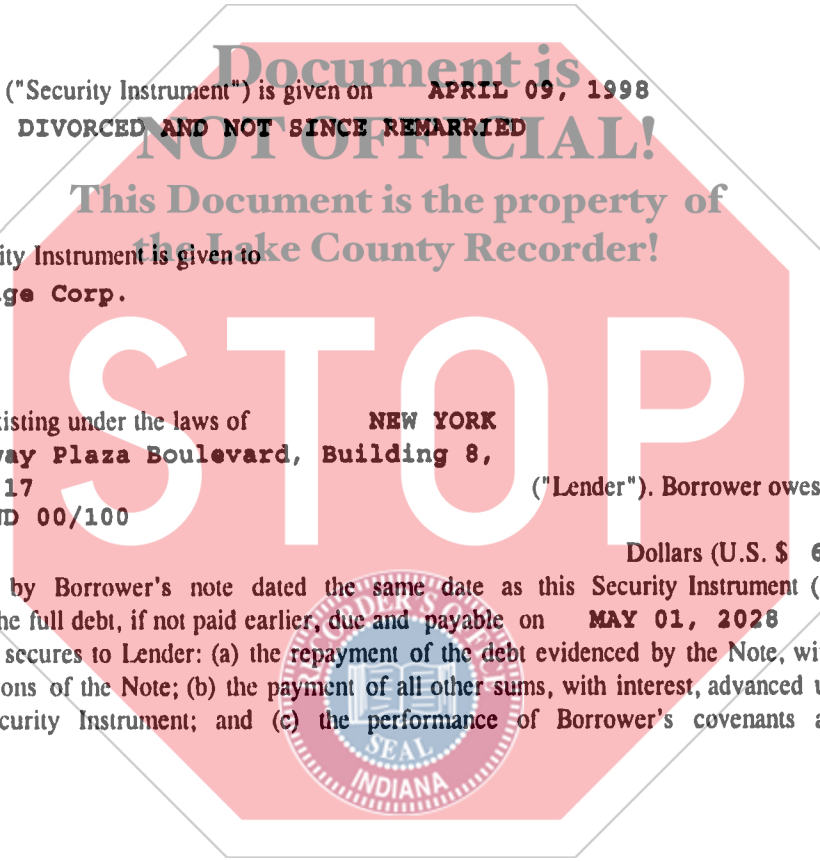 Document is
("Security Instrument") is given on APRIL 09, 1998
DIVORCED AND NOT SINCE REMARRIED
NOT OFFICIAL!
This Document is the property of
the Lake County Recorder!
ity Instrument is given to
ge Corp.
STOP
isting under the laws of NEW YORK
way Plaza Boulevard, Building 8,
17 ("Lender"). Borrower owes
ND 00/100
Dollars (U.S. $ 6
by Borrower's note dated the same date as this Security Instrument (
he full debt, if not paid earlier, due and payable on MAY 01, 2028
secures to Lender: (a) the repayment of the debt evidenced by the Note, wi
ons of the Note; (b) the payment of all other sums, with interest, advanced u
curity Instrument; and (c) the performance of Borrower's covenants a
RECORDER'S OFFICE
SEAL
INDIANA